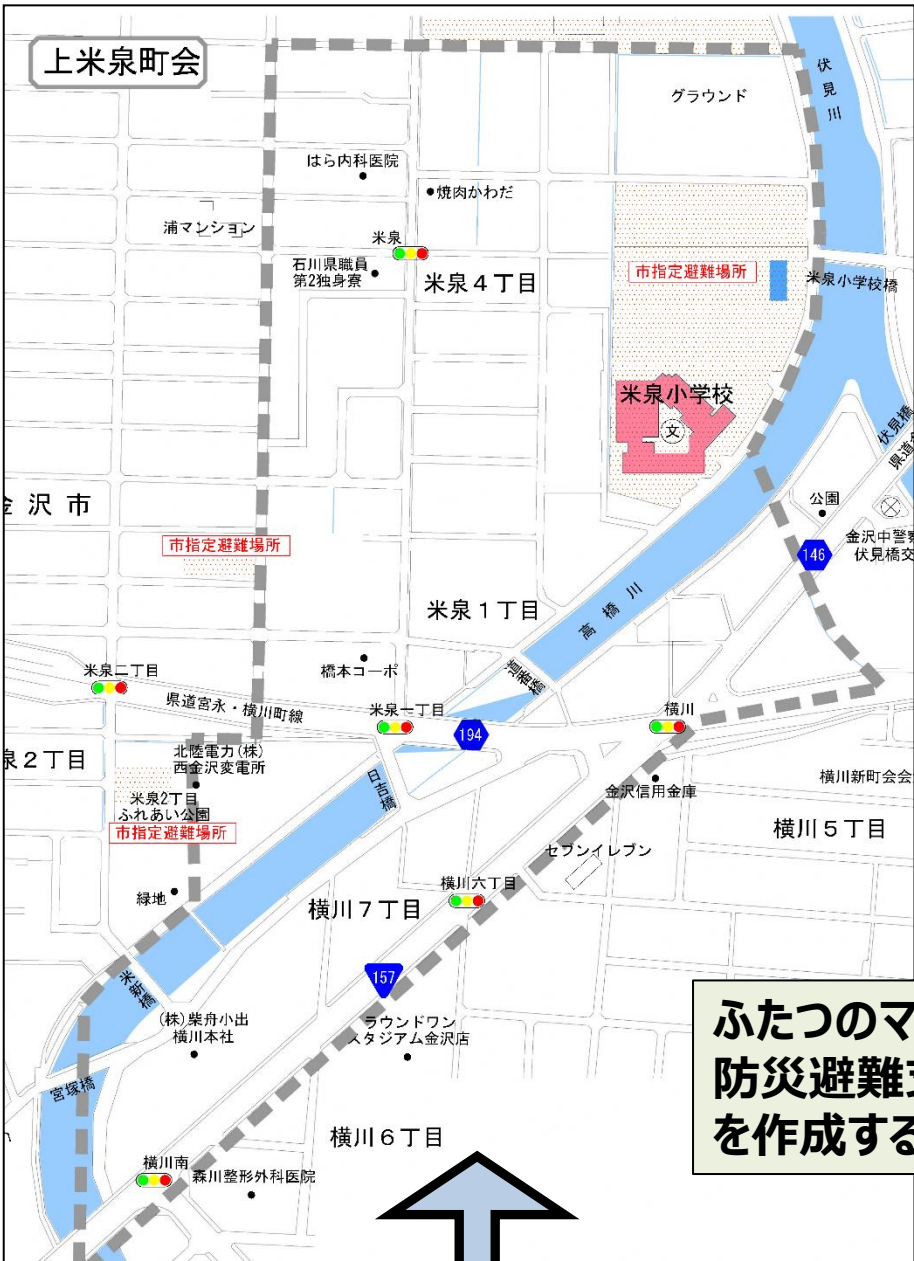 上米泉町会
伏見川
グラウンド
はら内科医院
焼肉かわだ
浦マンション
米泉
石川県職員
第2独身寮
米泉4丁目
市指定避難場所
米泉小学校橋
米泉小学校
文
伏見橋
県道
金沢市
公園
市指定避難場所
146
金沢中警察
伏見橋交
米泉1丁目
高橋川
橋本コーポ
道番橋
米泉二丁目
県道宮永・横川町線
米泉一丁目
194
横川
泉2丁目
北陸電力(株)
西金沢変電所
日吉橋
金沢信用金庫
横川新町会会
米泉2丁目
ふれあい公園
市指定避難場所
横川5丁目
セブンイレブン
緑地
横川六丁目
横川7丁目
米新橋
157
(株)柴舟小出
横川本社
ラウンドワン
スタジアム金沢店
ふたつのマ
防災避難
を作成する
宮塚橋
横川6丁目
横川南
森川整形外科医院